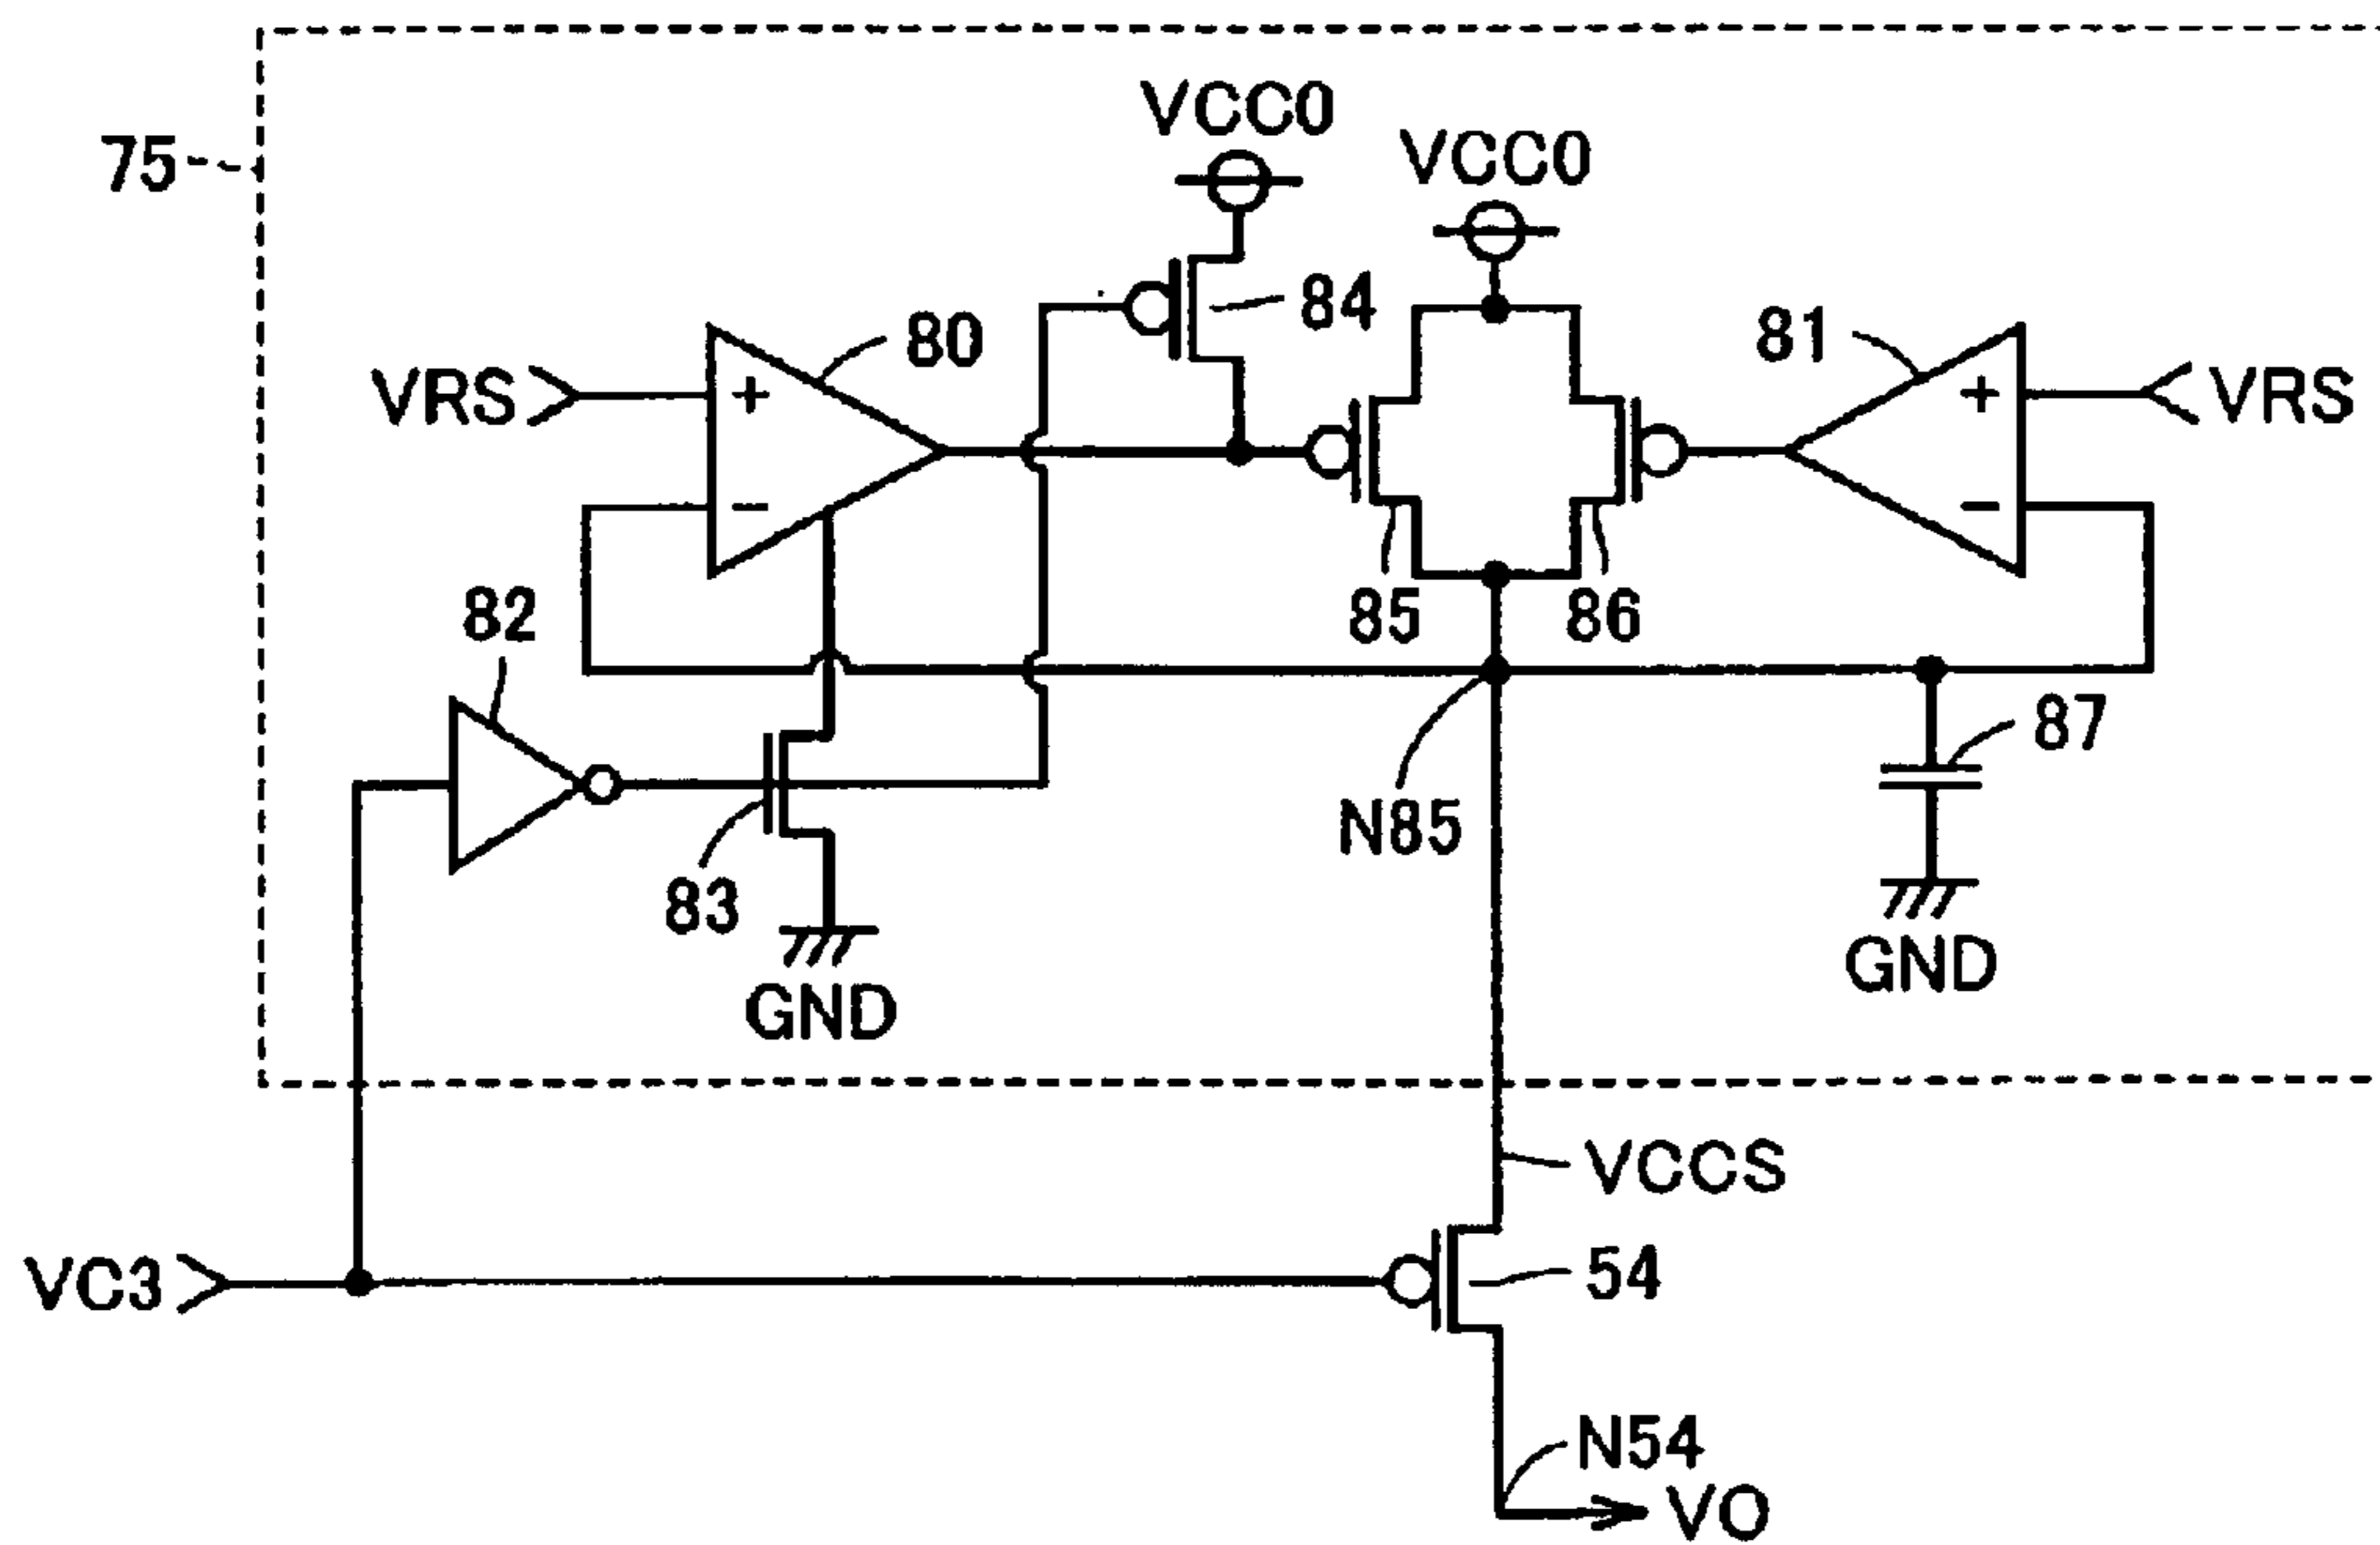 VCC0
VCC0
75
84
80
81
VRS
+
+
VRS
-
-
82
85
86
87
N85
83
GND
GND
VCCS
VC3
54
N54
VO